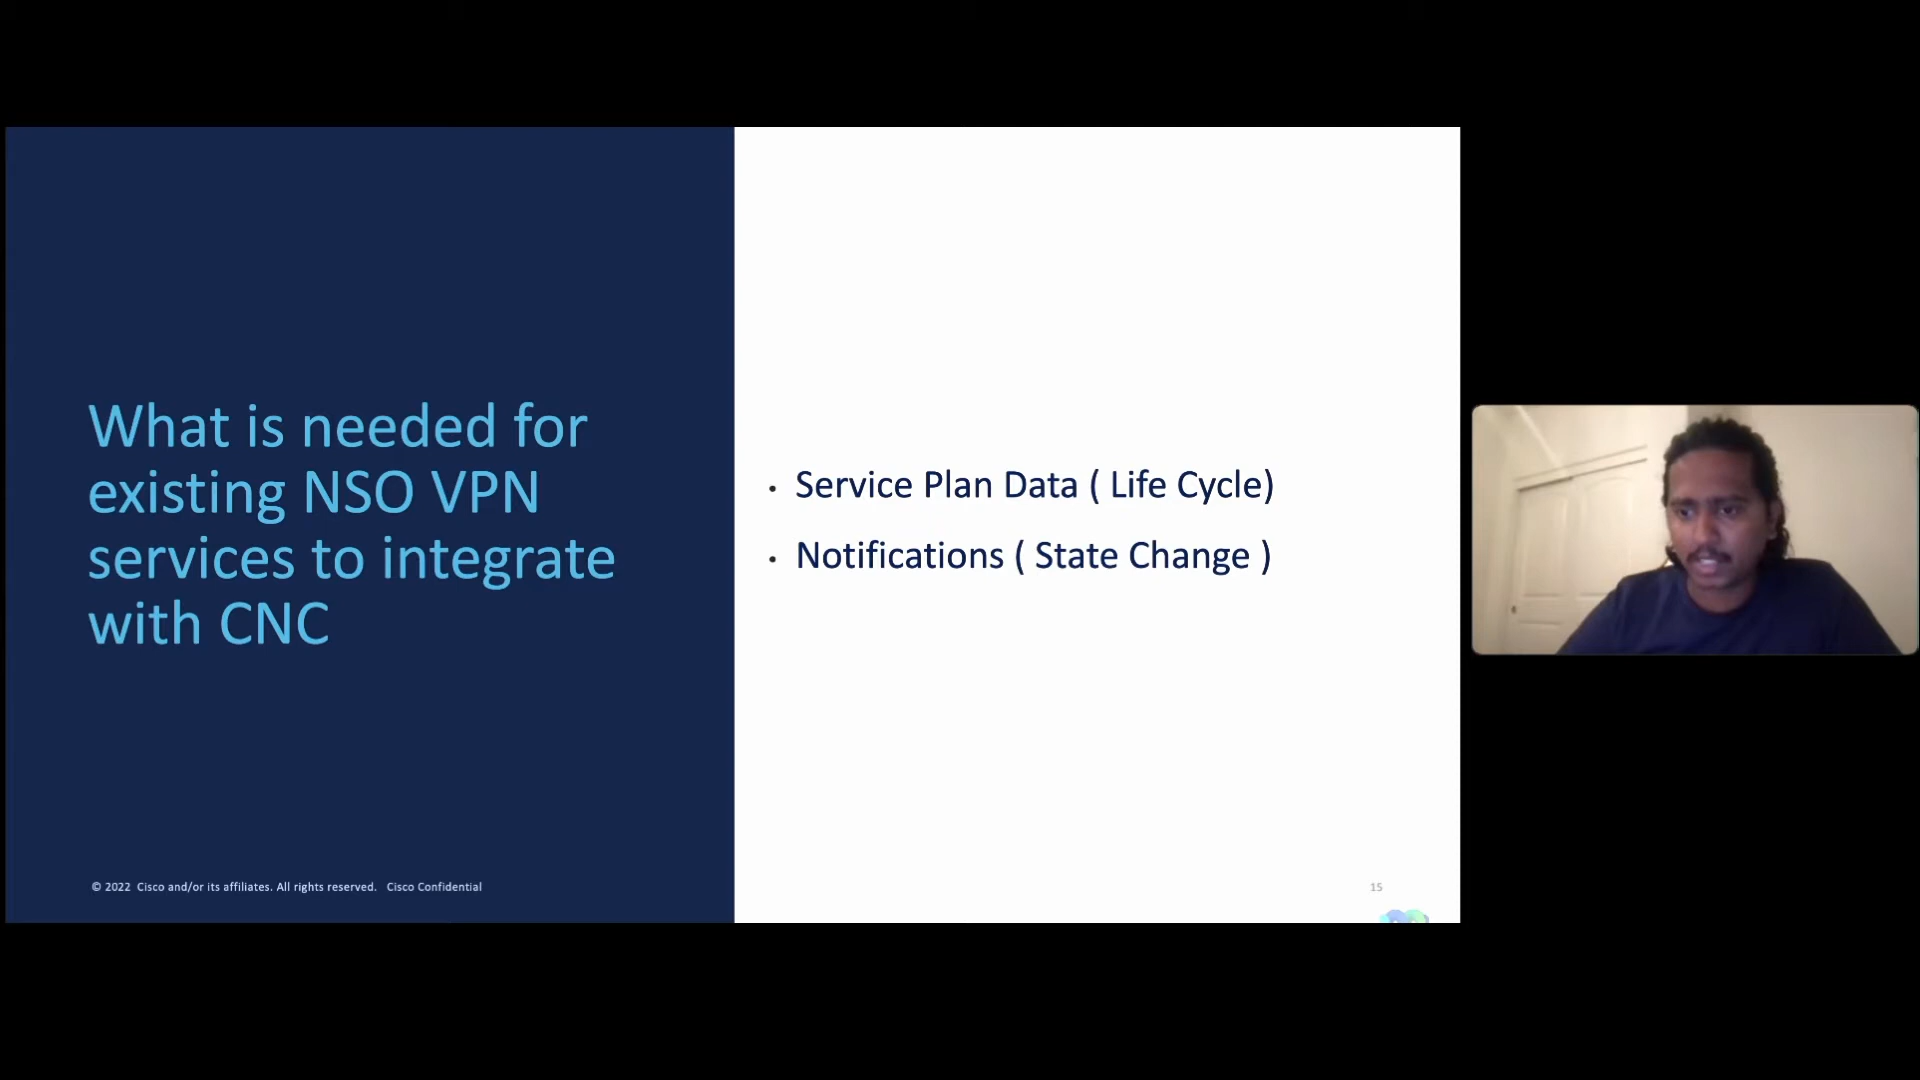 What is needed for
existing NSO VPN
services to integrate
with CNC
• Service Plan Data ( Life Cycle)
• Notifications ( State Change )
© 2022 Cisco and/or its affiliates. All rights reserved. Cisco Confidential
15